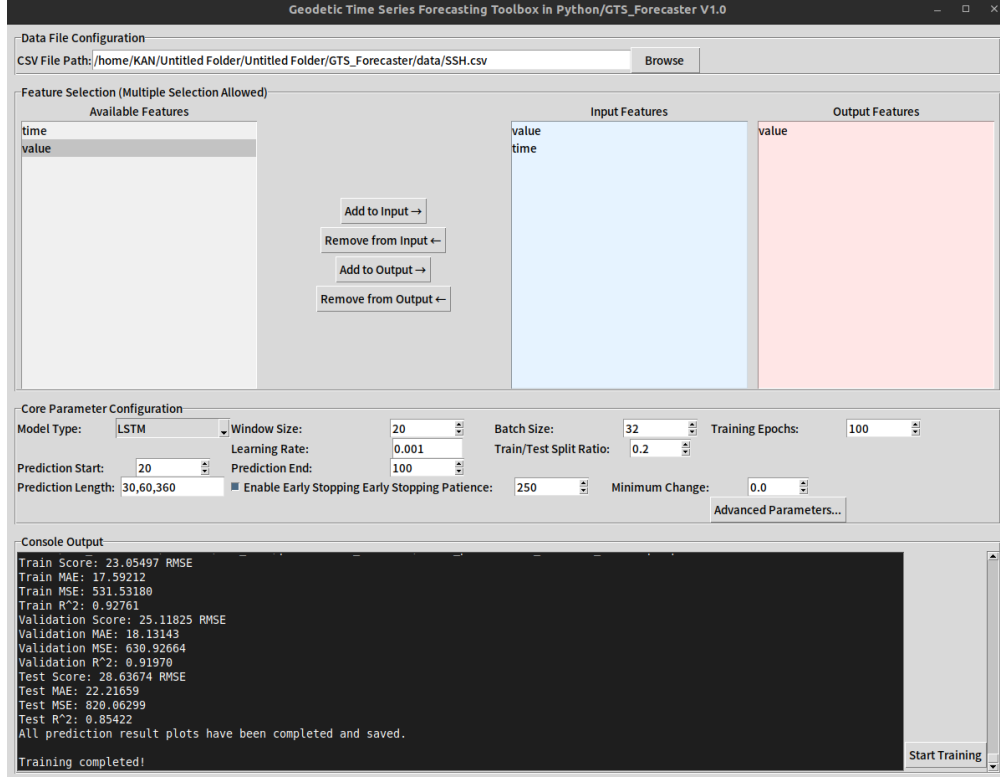 Geodetic Time Series Forecasting Toolbox in Python/GTS_Forecaster V1.0
Data File Configuration
CSV File Path: /home/KAN/Untitled Folder/Untitled Folder/GTS_Forecaster/data/SSH.csv Browse
Feature Selection (Multiple Selection Allowed)
Available Features Input Features Output Features
time value value
value time
Add to Input →
Remove from Input ←
Add to Output →
Remove from Output ←
Core Parameter Configuration
Model Type: LSTM Window Size: 20 Batch Size: 32 Training Epochs: 100
Learning Rate: 0.001 Train/Test Split Ratio: 0.2
Prediction Start: 20 Prediction End: 100
Prediction Length: 30,60,360 Enable Early Stopping Early Stopping Patience: 250 Minimum Change: 0.0
Advanced Parameters...
Console Output
Train Score: 23.05497 RMSE
Train MAE: 17.59212
Train MSE: 531.53180
Train R^2: 0.92761
Validation Score: 25.11825 RMSE
Validation MAE: 18.13143
Validation MSE: 630.92664
Validation R^2: 0.91970
Test Score: 28.63674 RMSE
Test MAE: 22.21659
Test MSE: 820.06299
Test R^2: 0.85422
All prediction result plots have been completed and saved.
Training completed!
Start Training